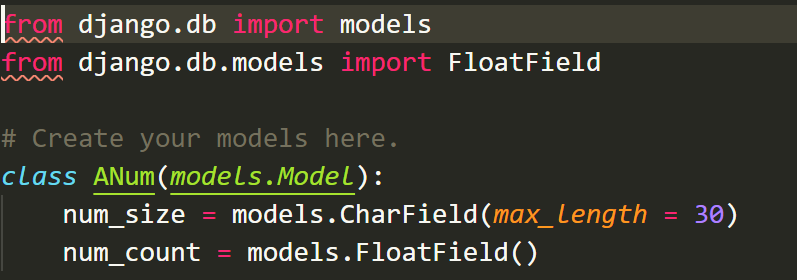 from django.db import models
from django.db.models import FloatField
# Create your models here.
class ANum(models.Model):
num_size = models.CharField(max_length = 30)
num_count = models.FloatField()